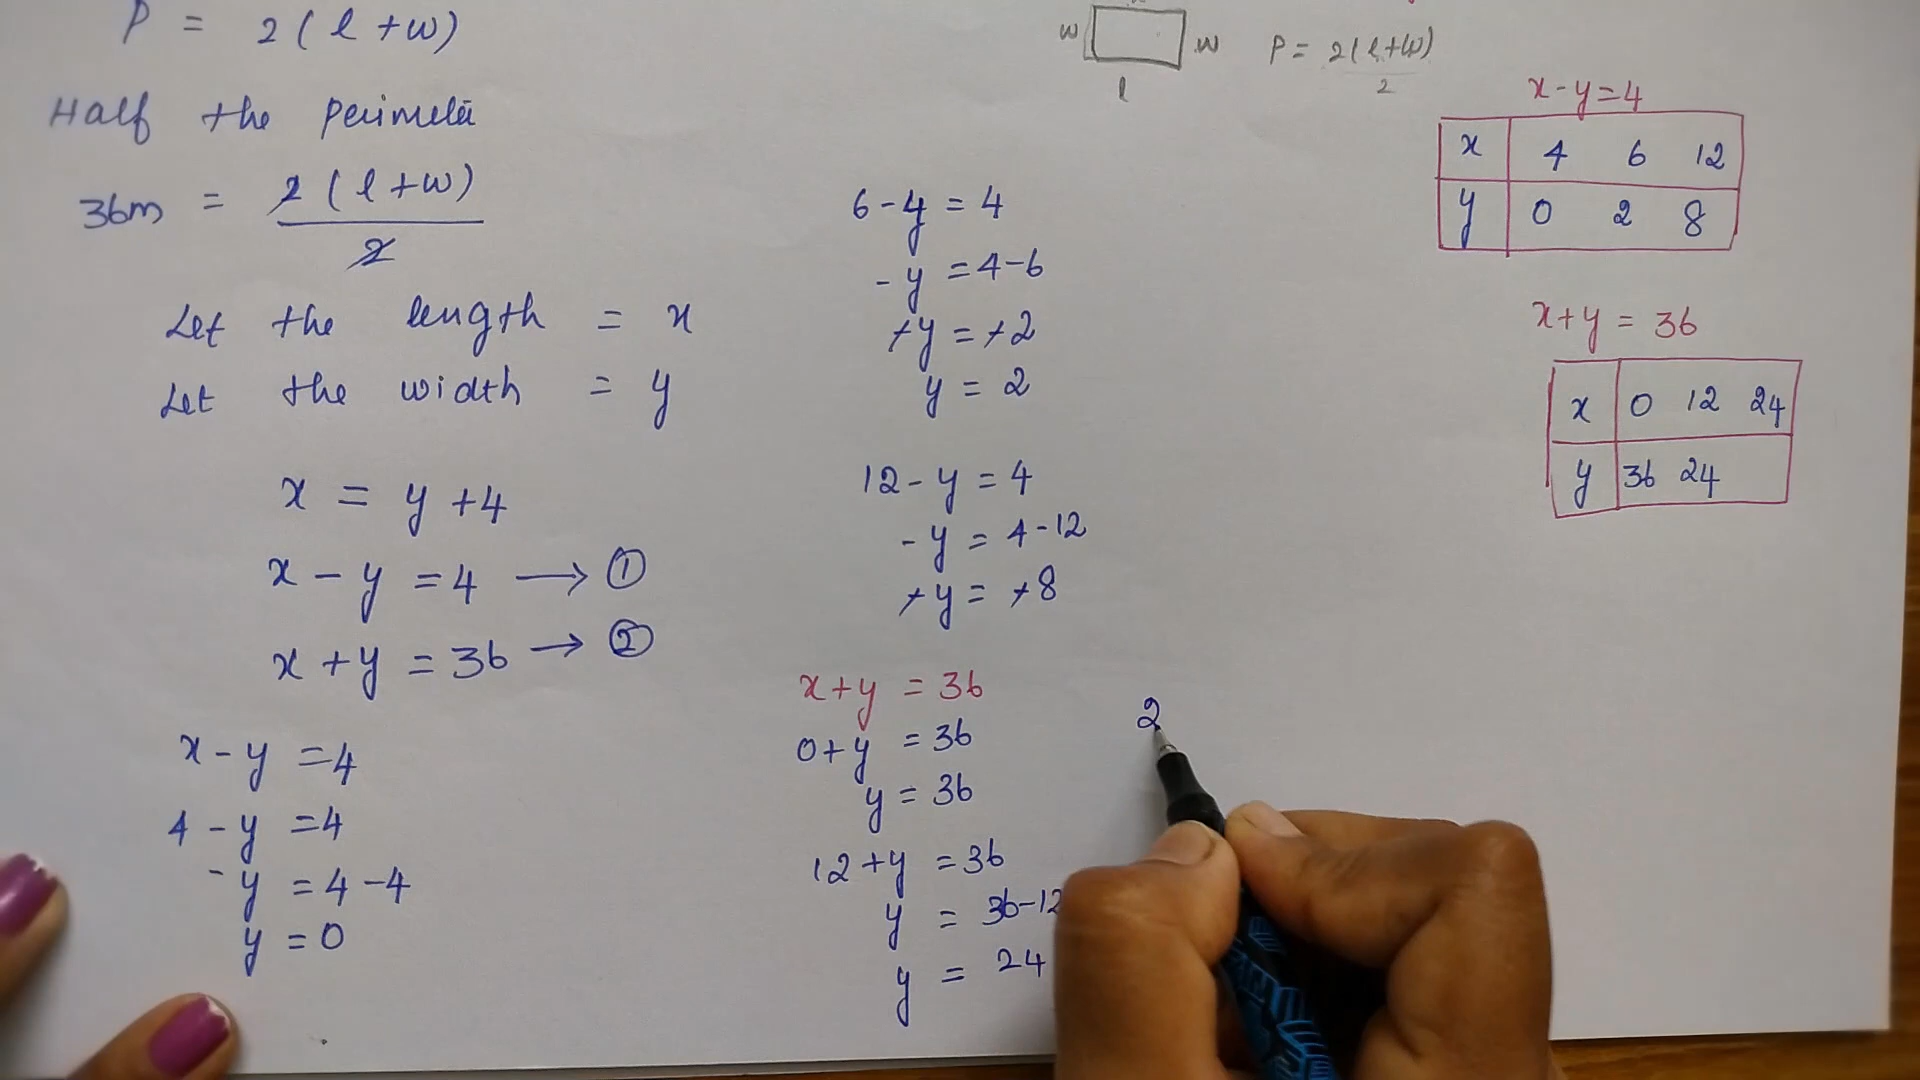 P = 2(l+w)
Half the perimeter
36m = 2(l+w)
2
Let the length = x
Let the width = y
x = y+4
x - y = 4 → ①
x + y = 36 → ②
x - y = 4
4 - y = 4
-y = 4-4
y = 0
6-y = 4
-y = 4-6
+y = +2
y = 2
12-y = 4
-y = 4-12
+y = +8
x+y = 36
0+y = 36
y = 36
12+y = 36
y = 36-12
y = 24
2
w w
l
P = 2(l+w)
2
x-y=4
x 4 6 12
y 0 2 8
x+y = 36
x 0 12 24
y 36 24